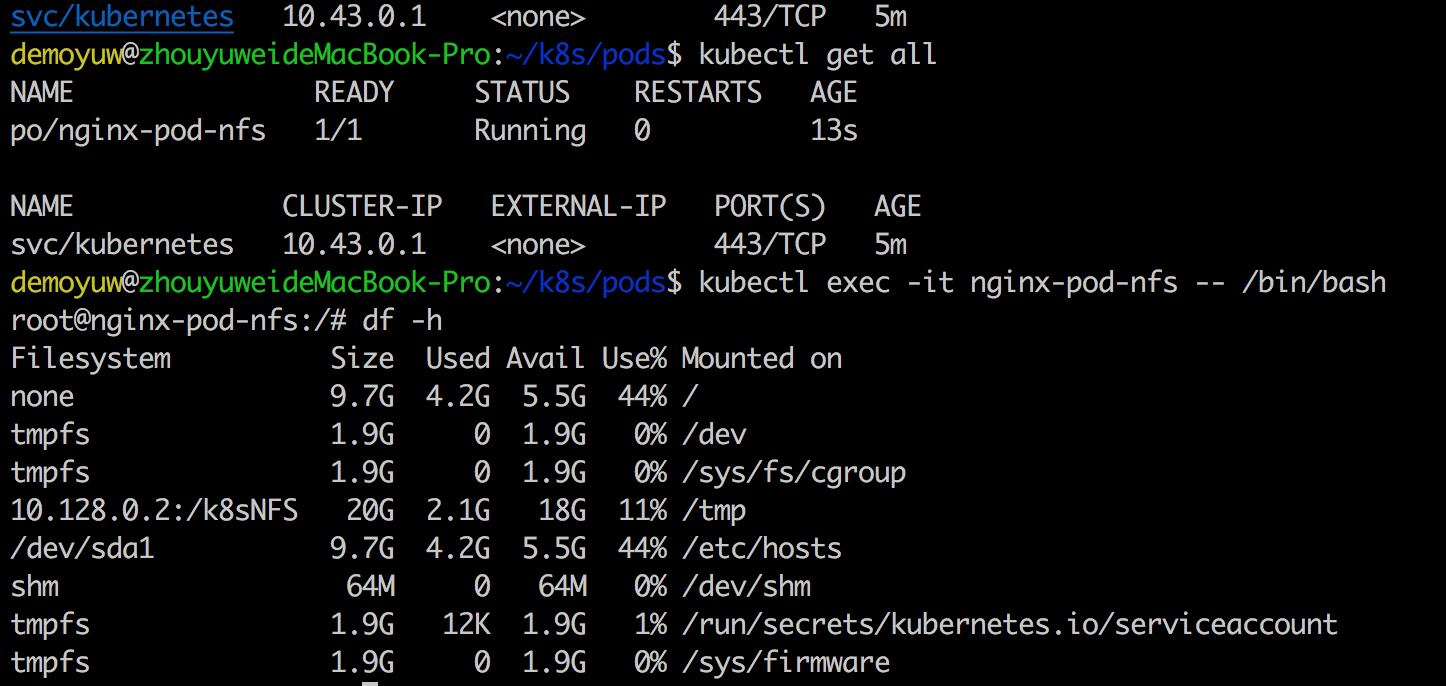 svc/kubernetes   10.43.0.1    <none>        443/TCP   5m
demoyuw@zhouyuweideMacBook-Pro:~/k8s/pods$ kubectl get all
NAME               READY     STATUS    RESTARTS   AGE
po/nginx-pod-nfs   1/1       Running   0          13s

NAME             CLUSTER-IP   EXTERNAL-IP   PORT(S)   AGE
svc/kubernetes   10.43.0.1    <none>        443/TCP   5m
demoyuw@zhouyuweideMacBook-Pro:~/k8s/pods$ kubectl exec -it nginx-pod-nfs -- /bin/bash
root@nginx-pod-nfs:/# df -h
Filesystem          Size  Used Avail Use% Mounted on
none                9.7G  4.2G  5.5G  44% /
tmpfs               1.9G     0  1.9G   0% /dev
tmpfs               1.9G     0  1.9G   0% /sys/fs/cgroup
10.128.0.2:/k8sNFS   20G  2.1G   18G  11% /tmp
/dev/sda1           9.7G  4.2G  5.5G  44% /etc/hosts
shm                  64M     0   64M   0% /dev/shm
tmpfs               1.9G   12K  1.9G   1% /run/secrets/kubernetes.io/serviceaccount
tmpfs               1.9G     0  1.9G   0% /sys/firmware